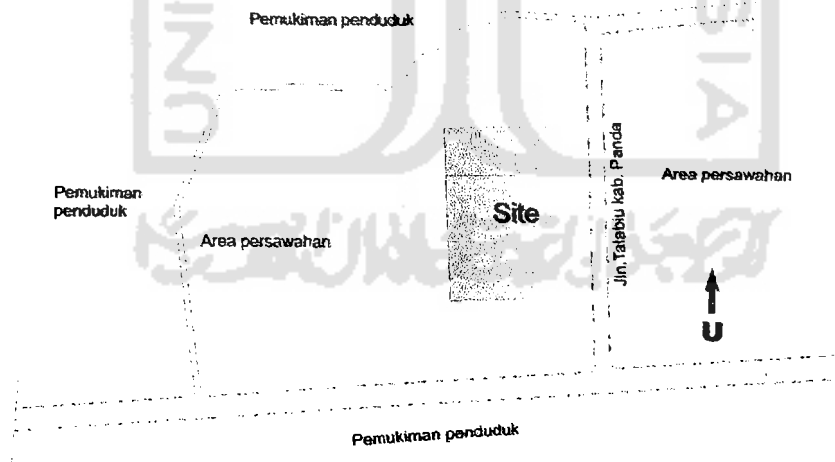 Pemukiman penduduk
Pemukiman
penduduk
Area persawahan
Site
Jln.Talabiu kab. Panda
Area persawahan
U
Pemukiman penduduk